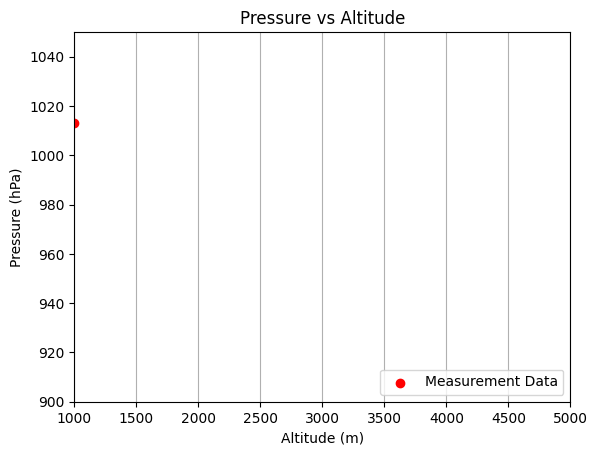 Pressure vs Altitude
1040
1020
1000
980
960
940
920
900
Pressure (hPa)
Measurement Data
1000 1500 2000 2500 3000 3500 4000 4500 5000
Altitude (m)